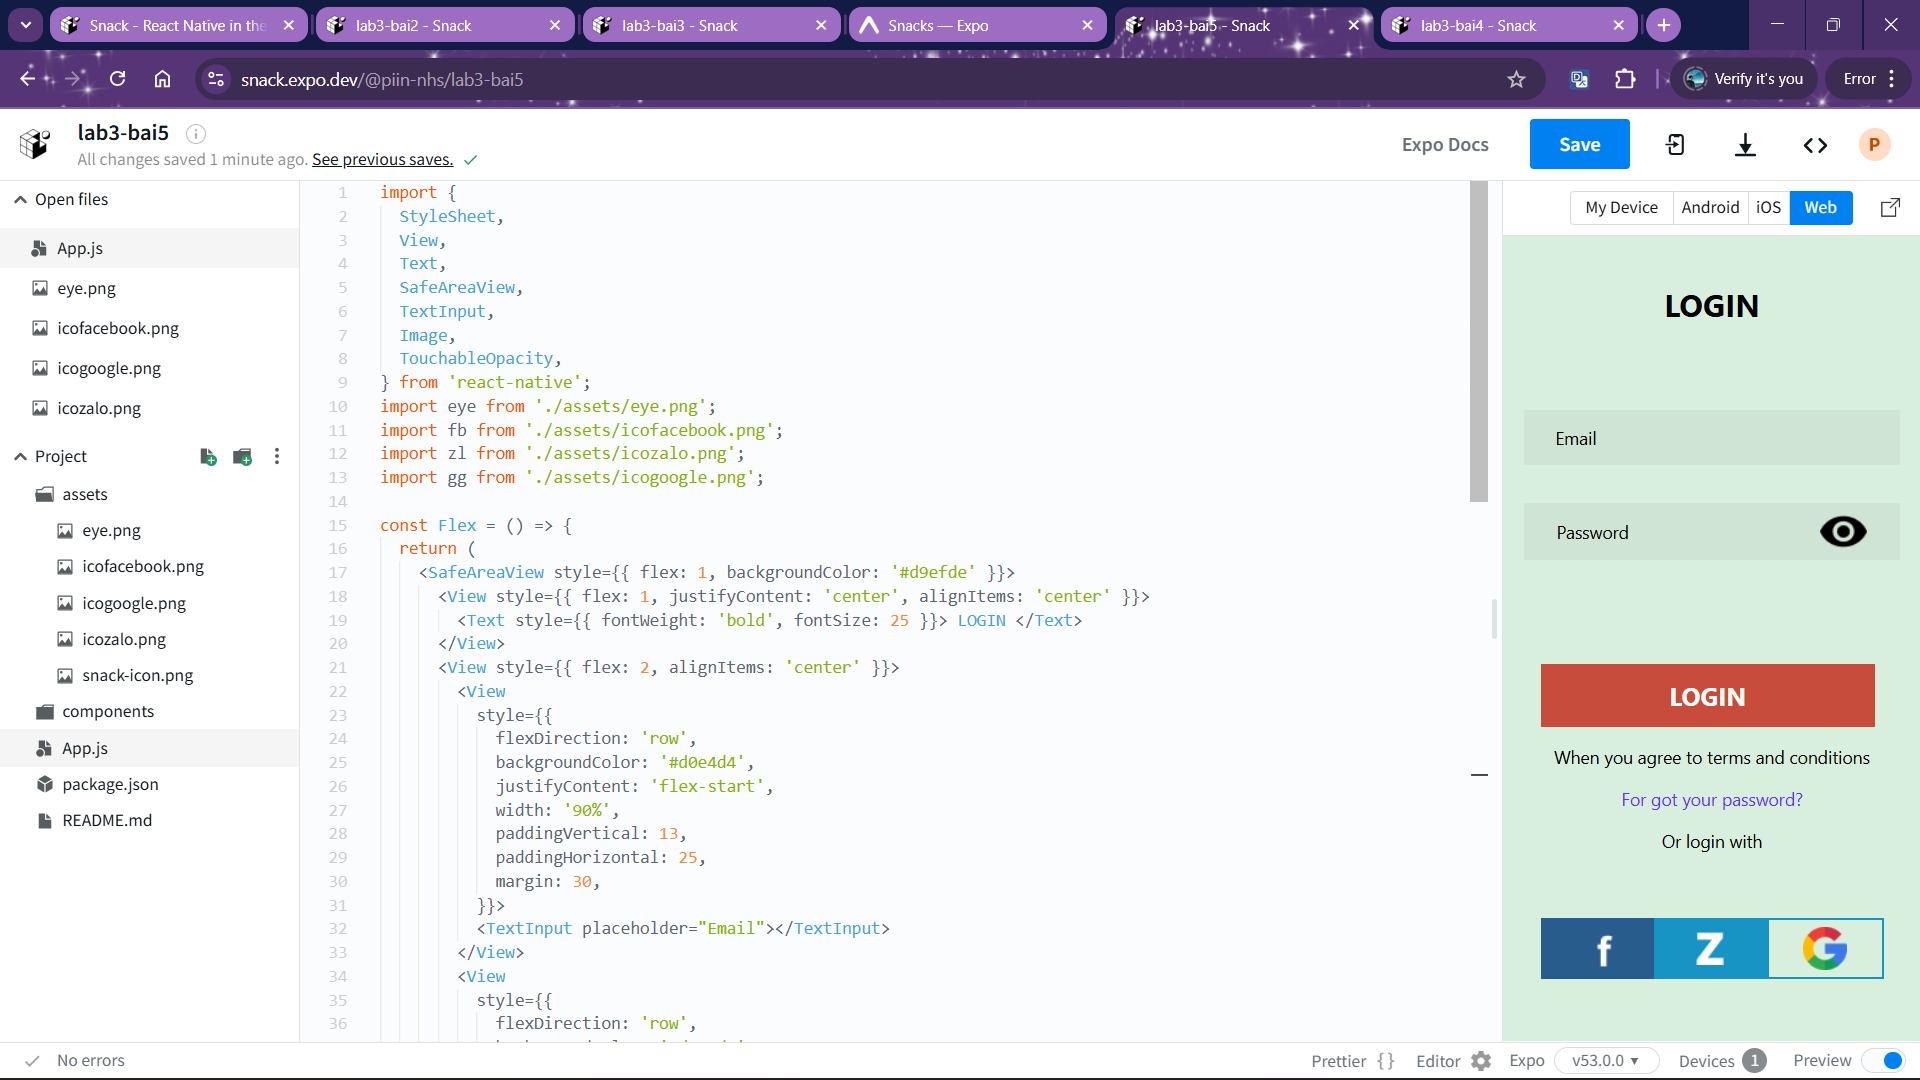 Snack - React Native in the
lab3-bai2 - Snack
lab3-bai3 - Snack
Snacks — Expo
lab3-bai5 - Snack
lab3-bai4 - Snack
snack.expo.dev/@piin-nhs/lab3-bai5
Verify it's you
Error
lab3-bai5
All changes saved 1 minute ago. See previous saves.
Expo Docs
Save
P
Open files
App.js
eye.png
icofacebook.png
icogoogle.png
icozalo.png
Project
assets
eye.png
icofacebook.png
icogoogle.png
icozalo.png
snack-icon.png
components
App.js
package.json
README.md
1 import {
2 StyleSheet,
3 View,
4 Text,
5 SafeAreaView,
6 TextInput,
7 Image,
8 TouchableOpacity,
9 } from 'react-native';
10 import eye from './assets/eye.png';
11 import fb from './assets/icofacebook.png';
12 import zl from './assets/icozalo.png';
13 import gg from './assets/icogoogle.png';
14
15 const Flex = () => {
16 return (
17 <SafeAreaView style={{ flex: 1, backgroundColor: '#d9efde' }}>
18 <View style={{ flex: 1, justifyContent: 'center', alignItems: 'center' }}>
19 <Text style={{ fontWeight: 'bold', fontSize: 25 }}> LOGIN </Text>
20 </View>
21 <View style={{ flex: 2, alignItems: 'center' }}>
22 <View
23 style={{
24 flexDirection: 'row',
25 backgroundColor: '#d0e4d4',
26 justifyContent: 'flex-start',
27 width: '90%',
28 paddingVertical: 13,
29 paddingHorizontal: 25,
30 margin: 30,
31 }}>
32 <TextInput placeholder="Email"></TextInput>
33 </View>
34 <View
35 style={{
36 flexDirection: 'row',
My Device
Android
iOS
Web
LOGIN
Email
Password
LOGIN
When you agree to terms and conditions
For got your password?
Or login with
f
Z
G
No errors
Prettier {}
Editor
Expo
v53.0.0
Devices 1
Preview